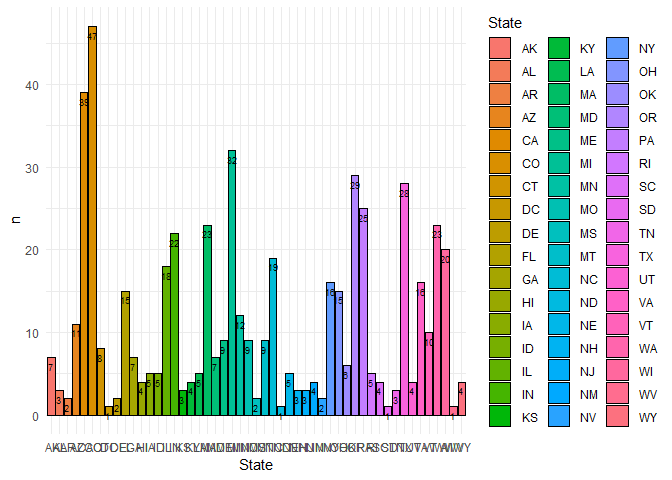 State
AK KY NY
AL LA OH
AR MA OK
AZ MD OR
CA ME PA
CO MI RI
CT MN SC
DC MO SD
DE MS TN
FL MT TX
GA NC UT
HI ND VA
IA NE VT
ID NH WA
IL NJ WI
IN NM WV
KS NV WY
n
40
30
20
10
0
7 3 2 11 39 47 8 1 2 15 7 4 5 5 18 22 3 4 5 23 7 9 32 12 9 2 9 19 1 5 3 3 4 2 16 15 6 29 25 5 4 1 3 28 4 16 10 23 20 1 4
State